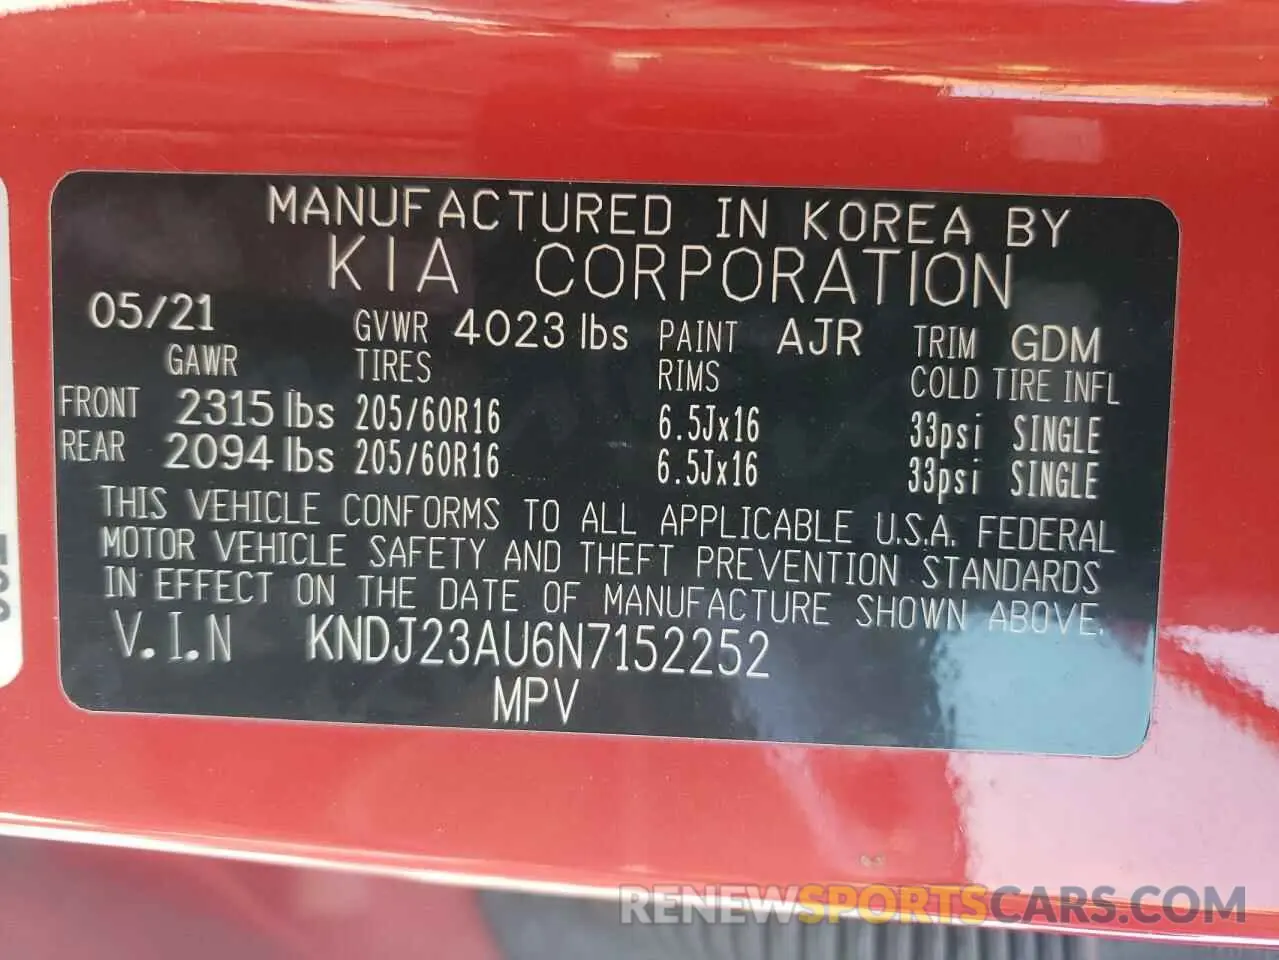 MANUFACTURED IN KOREA BY
KIA CORPORATION
05/21 GVWR 4023 lbs PAINT AJR TRIM GDM
GAWR TIRES RIMS COLD TIRE INFL
FRONT 2315 lbs 205/60R16 6.5Jx16 33psi SINGLE
REAR 2094 lbs 205/60R16 6.5Jx16 33psi SINGLE
THIS VEHICLE CONFORMS TO ALL APPLICABLE U.S.A. FEDERAL
MOTOR VEHICLE SAFETY AND THEFT PREVENTION STANDARDS
IN EFFECT ON THE DATE OF MANUFACTURE SHOWN ABOVE.
V.I.N KNDJ23AU6N7152252
MPV
RENEWSPORTSCARS.COM